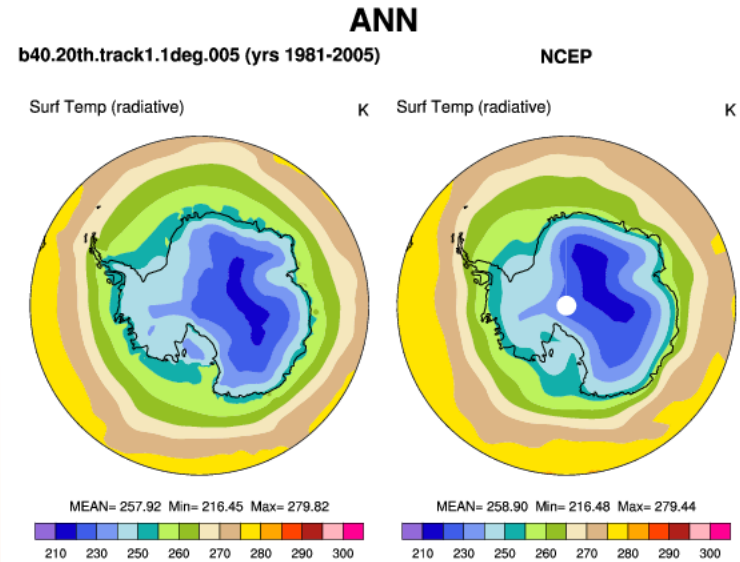 ANN
b40.20th.track1.1deg.005 (yrs 1981-2005)
NCEP
Surf Temp (radiative) K
Surf Temp (radiative) K
MEAN= 257.92 Min= 216.45 Max= 279.82
MEAN= 258.90 Min= 216.48 Max= 279.44
210 230 250 260 270 280 290 300
210 230 250 260 270 280 290 300